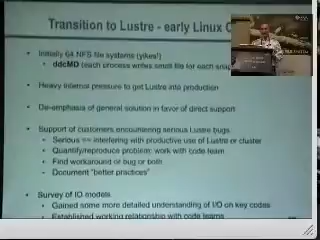 Transition to Lustre - early Linux
• Initially 64 NFS file systems (yikes!)
• ddcMD (each process writes small file for each
• Heavy internal pressure to get Lustre into production
• De-emphasis of general solution in favor of direct support
• Support of customers encountering serious Lustre bugs
• Serious == interfering with productive use of Lustre or cluster
• Quantify/reproduce problem; work with code team
• Find workaround or bug or both
• Document "better practices"
• Survey of IO models
• Gained some more detailed understanding of I/O on key codes
• Established working relationship with code teams